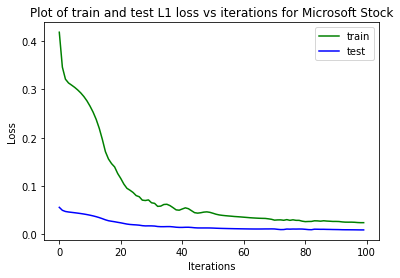 Plot of train and test L1 loss vs iterations for Microsoft Stock
train
test
0.4
0.3
0.2
0.1
0.0
Loss
0
20
40
60
80
100
Iterations